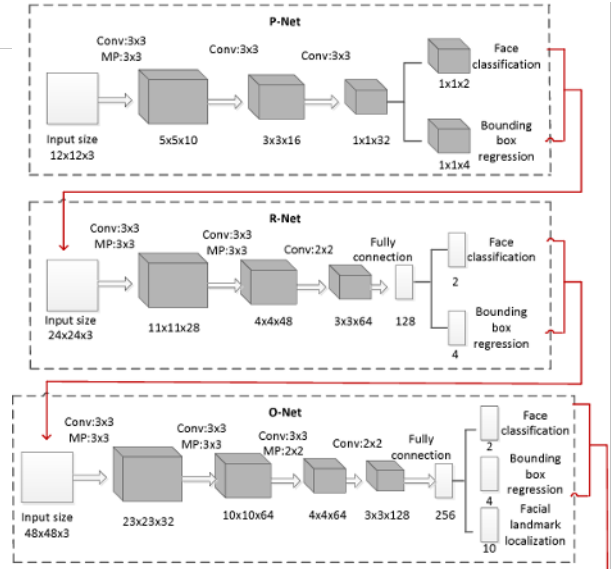 P-Net
Conv:3x3
MP:3x3
Conv:3x3
Conv:3x3
Face
classification
1x1x2
Input size
12x12x3
5x5x10
3x3x16
1x1x32
Bounding
box
regression
1x1x4
R-Net
Conv:3x3
MP:3x3
Conv:3x3
MP:3x3
Conv:2x2
Fully
connection
Face
classification
2
Input size
24x24x3
11x11x28
4x4x48
3x3x64
128
Bounding
box
regression
4
O-Net
Conv:3x3
MP:3x3
Conv:3x3
MP:3x3
Conv:3x3
MP:2x2
Conv:2x2
Fully
connection
Face
classification
2
Bounding
box
regression
4
Input size
48x48x3
23x23x32
10x10x64
4x4x64
3x3x128
256
Facial
landmark
localization
10